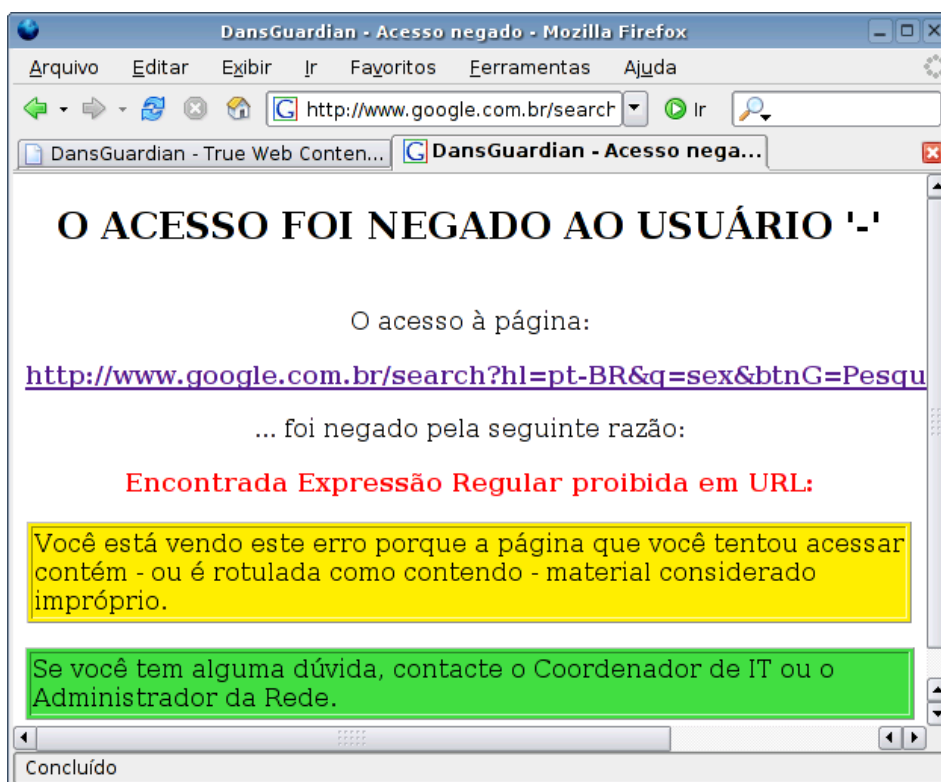 DansGuardian - Acesso negado - Mozilla Firefox
Arquivo Editar Exibir Ir Favoritos Ferramentas Ajuda
http://www.google.com.br/search Ir
DansGuardian - True Web Conten... DansGuardian - Acesso nega...
O ACESSO FOI NEGADO AO USUÁRIO '-'
O acesso à página:
http://www.google.com.br/search?hl=pt-BR&q=sex&btnG=Pesqu
... foi negado pela seguinte razão:
Encontrada Expressão Regular proibida em URL:
Você está vendo este erro porque a página que você tentou acessar
contém - ou é rotulada como contendo - material considerado
impróprio.
Se você tem alguma dúvida, contacte o Coordenador de IT ou o
Administrador da Rede.
Concluído